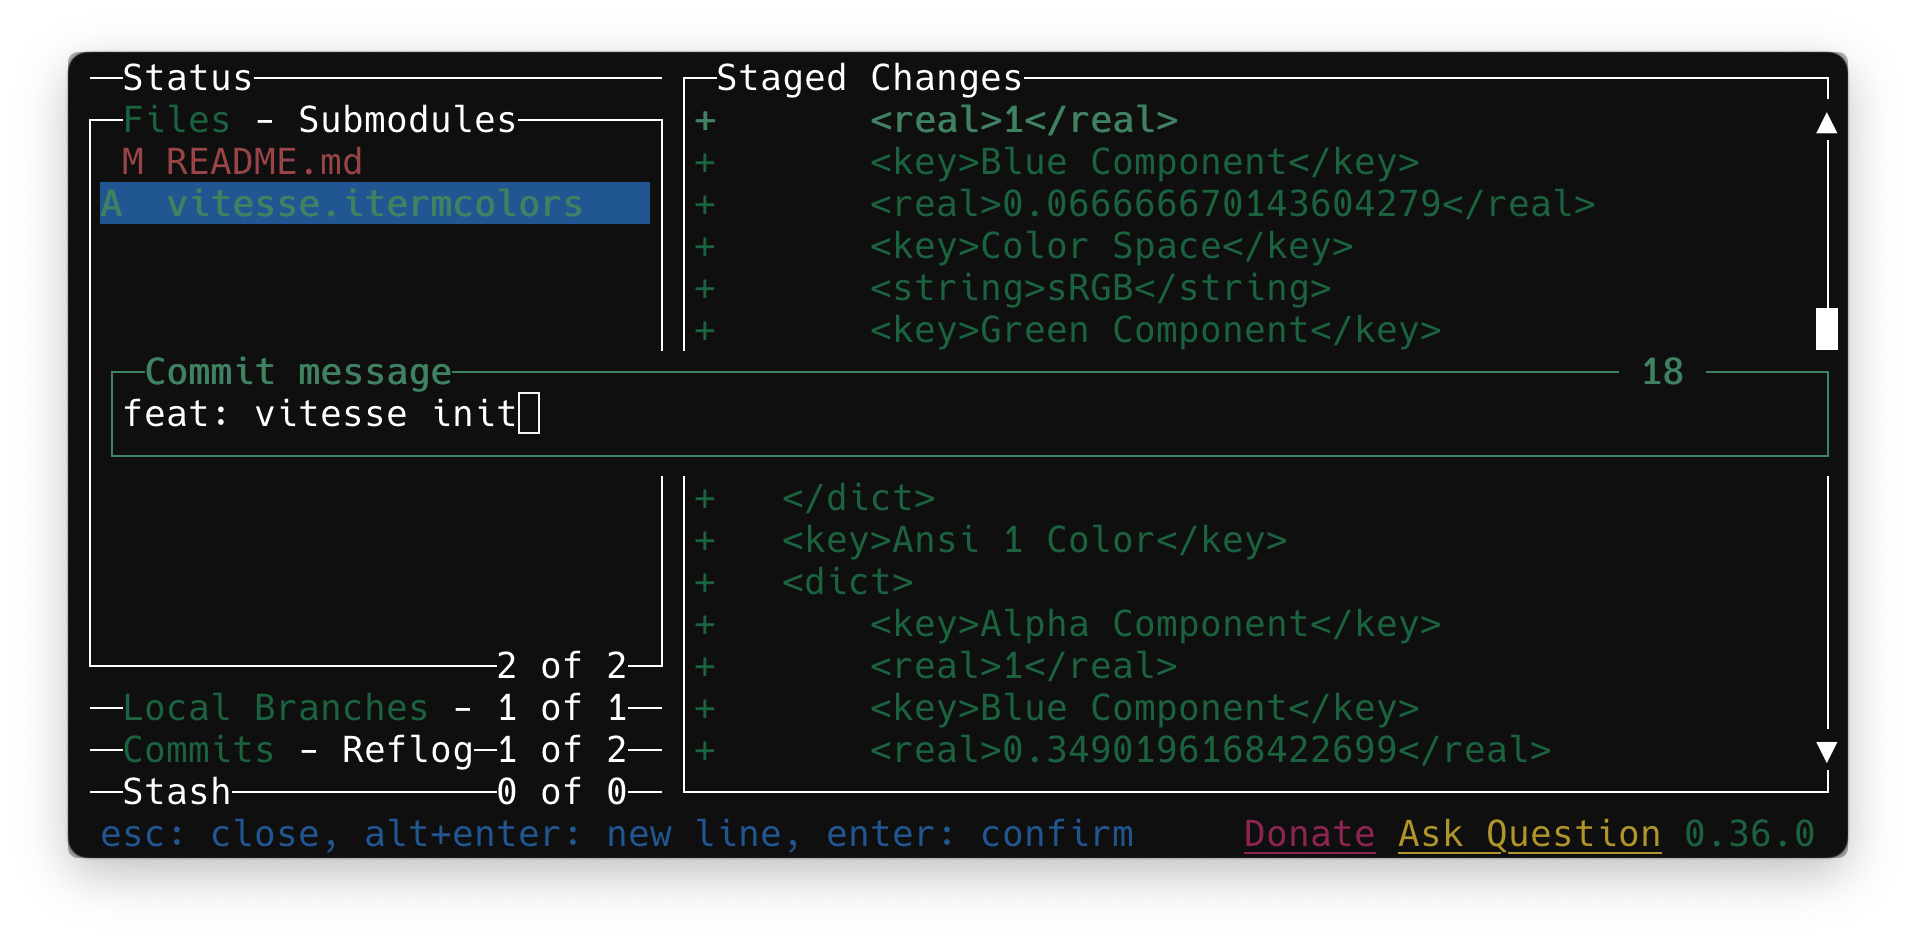 Status
Files - Submodules
M README.md
A vitesse.itermcolors
2 of 2
Local Branches - 1 of 1
Commits - Reflog 1 of 2
Stash 0 of 0
Staged Changes
+ <real>1</real>
+ <key>Blue Component</key>
+ <real>0.066666670143604279</real>
+ <key>Color Space</key>
+ <string>sRGB</string>
+ <key>Green Component</key>
Commit message 18
feat: vitesse init
+ </dict>
+ <key>Ansi 1 Color</key>
+ <dict>
+ <key>Alpha Component</key>
+ <real>1</real>
+ <key>Blue Component</key>
+ <real>0.3490196168422699</real>
esc: close, alt+enter: new line, enter: confirm Donate Ask Question 0.36.0